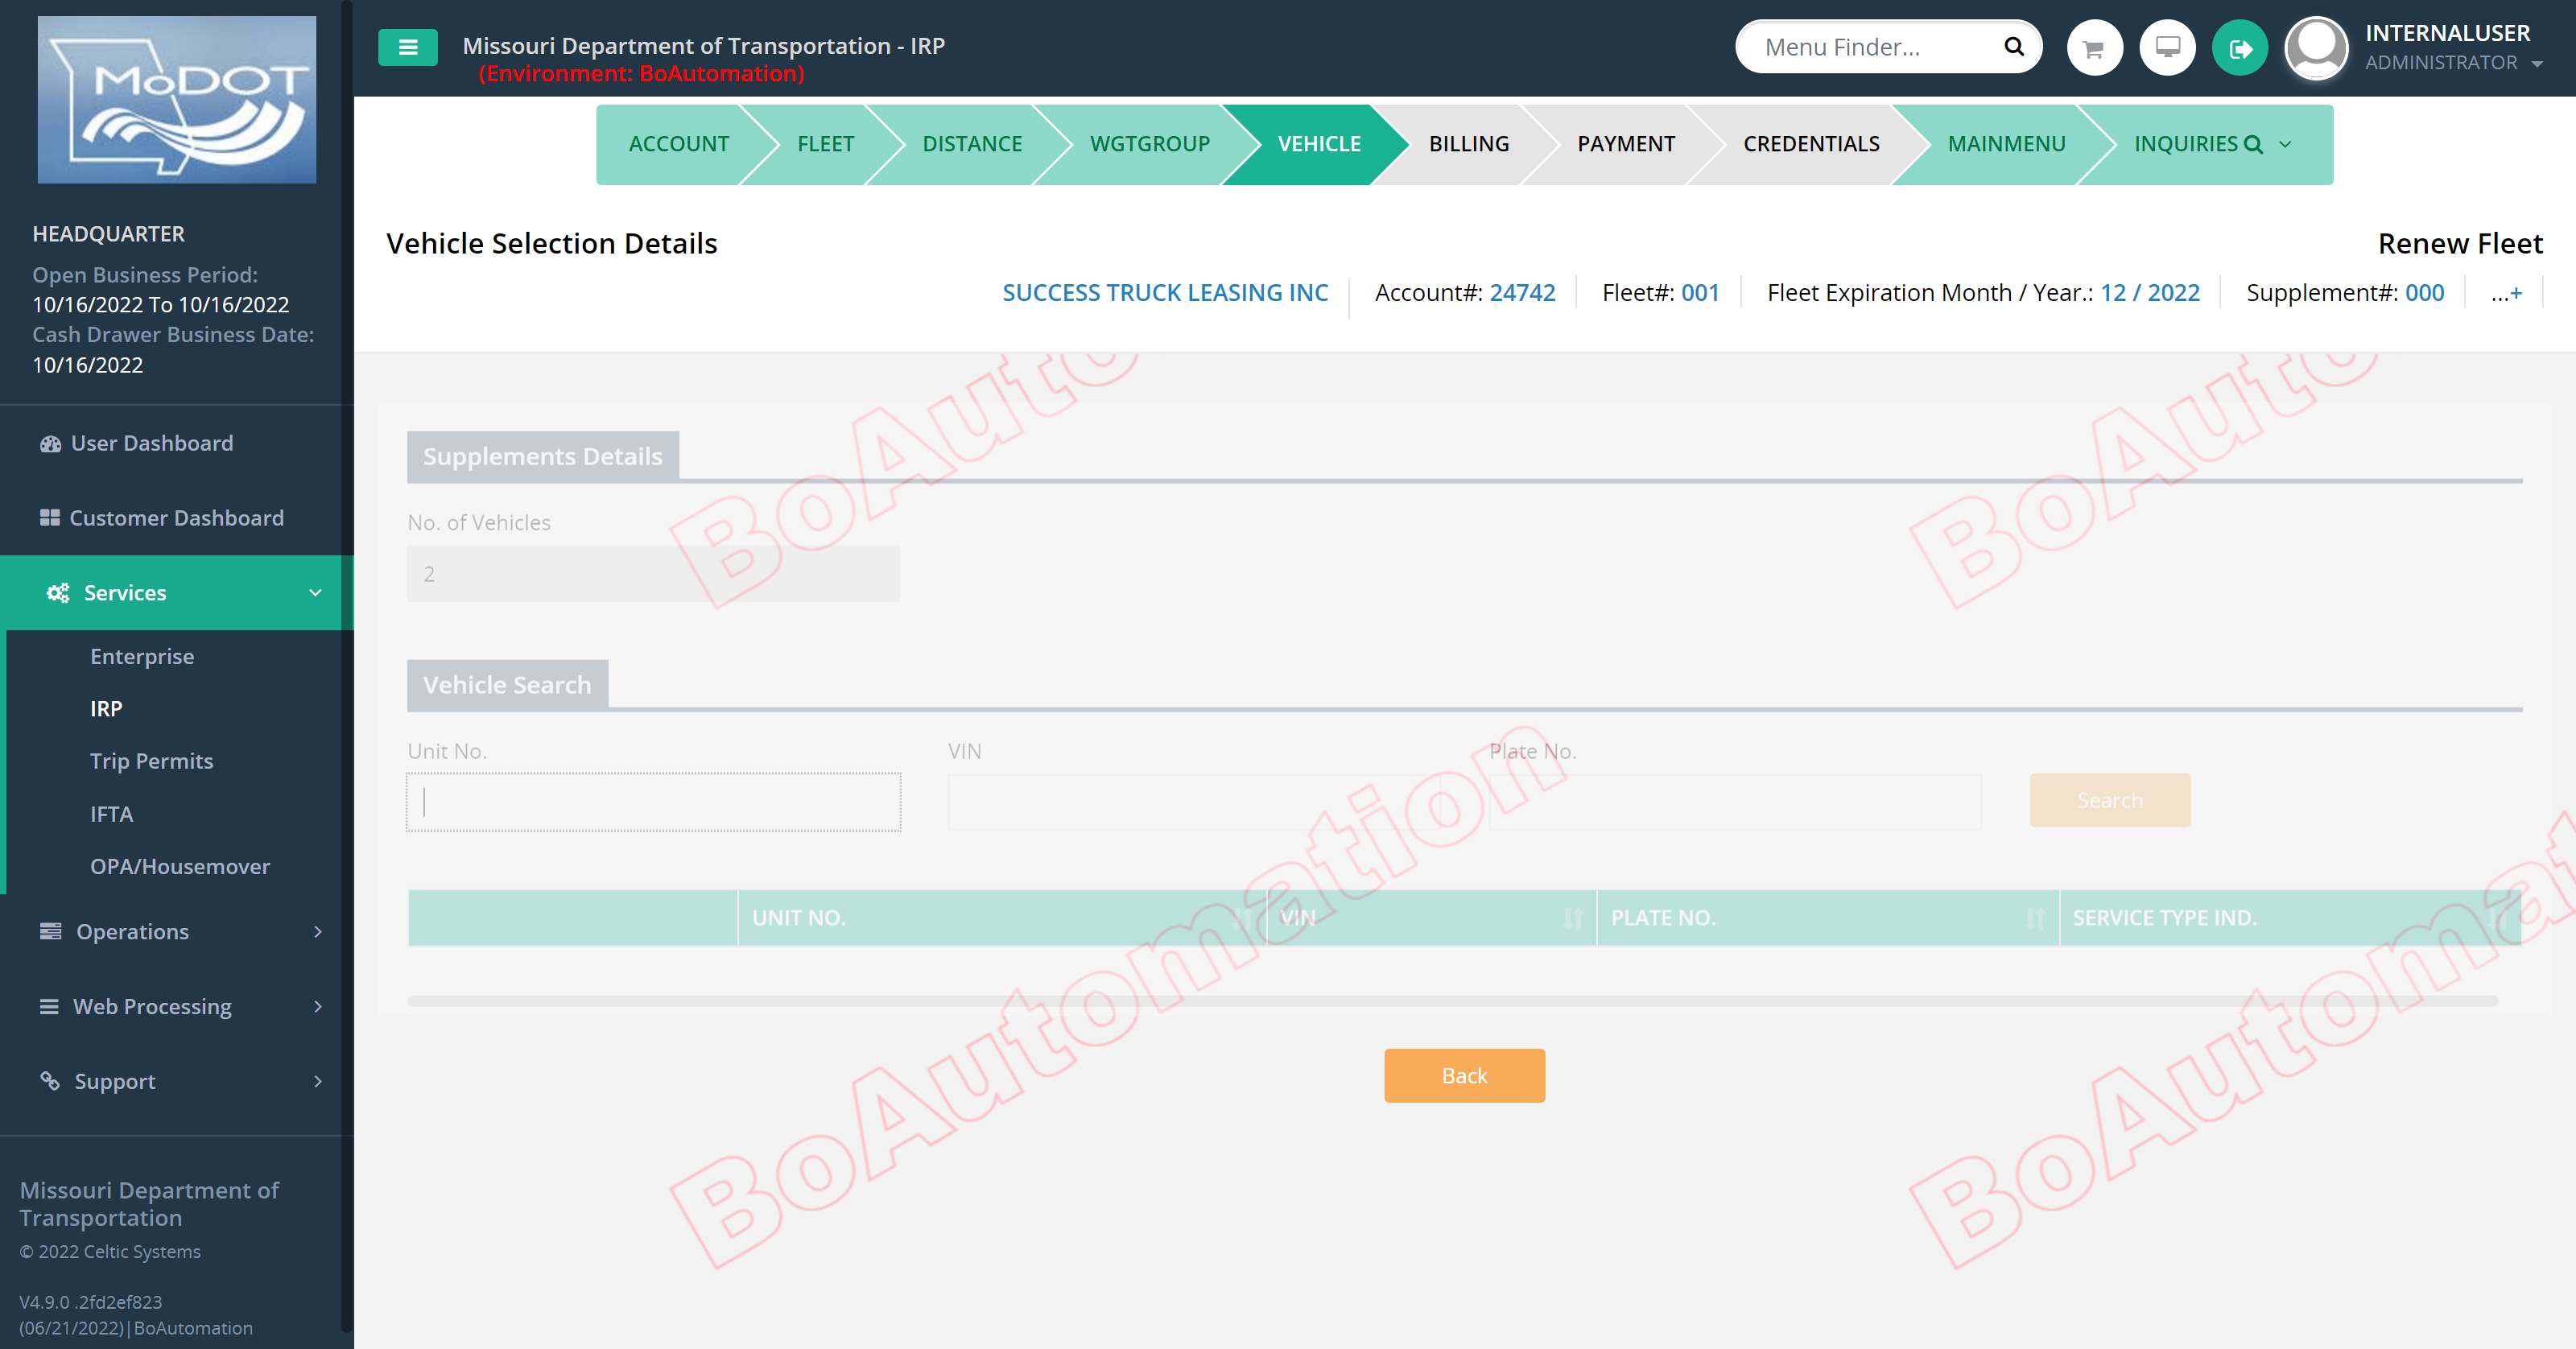 MoDOT
Missouri Department of Transportation - IRP
(Environment: BoAutomation)
Menu Finder...
INTERNALUSER
ADMINISTRATOR
HEADQUARTER
Open Business Period:
10/16/2022 To 10/16/2022
Cash Drawer Business Date:
10/16/2022
User Dashboard
Customer Dashboard
Services
Enterprise
IRP
Trip Permits
IFTA
OPA/Housemover
Operations
Web Processing
Support
Missouri Department of
Transportation
© 2022 Celtic Systems
V4.9.0 .2fd2ef823
(06/21/2022)|BoAutomation
ACCOUNT FLEET DISTANCE WGTGROUP VEHICLE BILLING PAYMENT CREDENTIALS MAINMENU INQUIRIES
Vehicle Selection Details
Renew Fleet
SUCCESS TRUCK LEASING INC Account#: 24742 Fleet#: 001 Fleet Expiration Month / Year.: 12 / 2022 Supplement#: 000 ...+
Supplements Details
No. of Vehicles
2
Vehicle Search
Unit No. VIN Plate No.
Search
UNIT NO. VIN PLATE NO. SERVICE TYPE IND.
Back
BoAuto
BoAuto
BoAutomation
BoAutomat